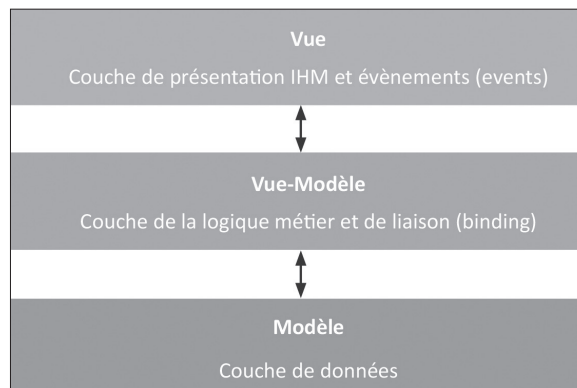 Vue
Couche de présentation IHM et évènements (events)
Vue-Modèle
Couche de la logique métier et de liaison (binding)
Modèle
Couche de données